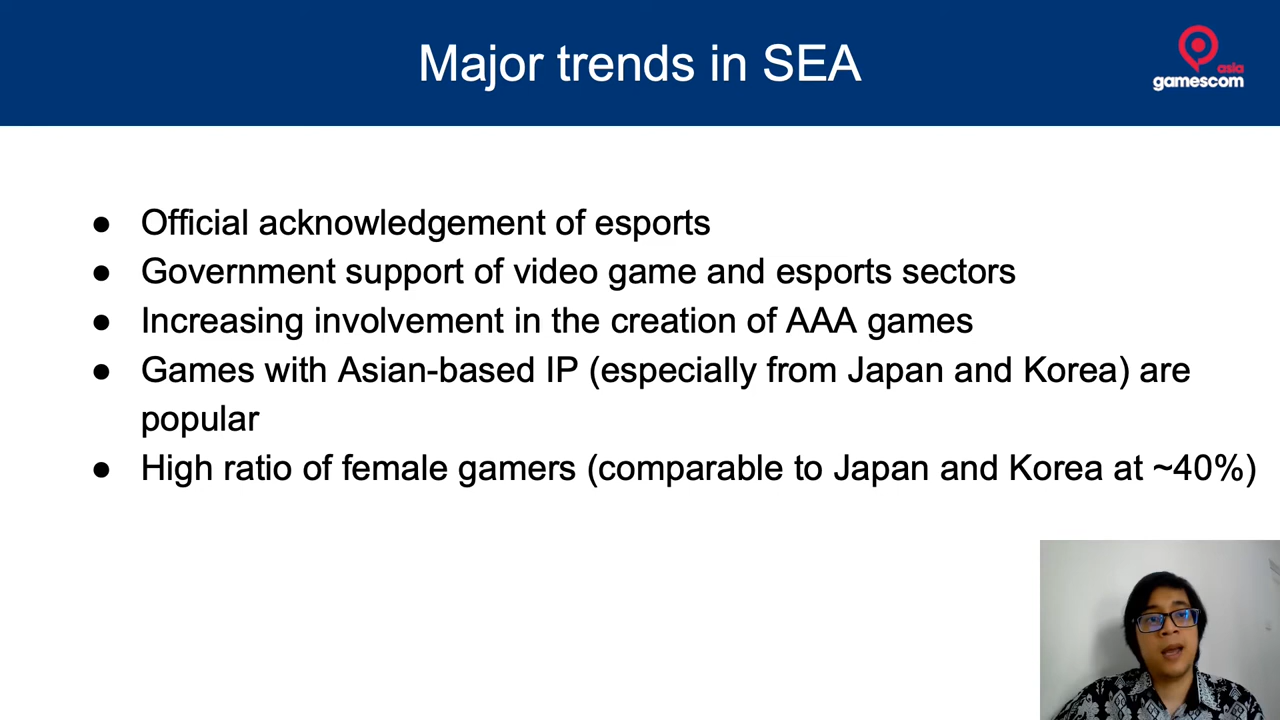 Major trends in SEA
asia
gamescom
● Official acknowledgement of esports
● Government support of video game and esports sectors
● Increasing involvement in the creation of AAA games
● Games with Asian-based IP (especially from Japan and Korea) are
popular
● High ratio of female gamers (comparable to Japan and Korea at ~40%)